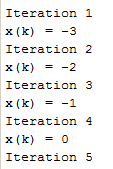 Iteration 1
x(k) = -3
Iteration 2
x(k) = -2
Iteration 3
x(k) = -1
Iteration 4
x(k) = 0
Iteration 5